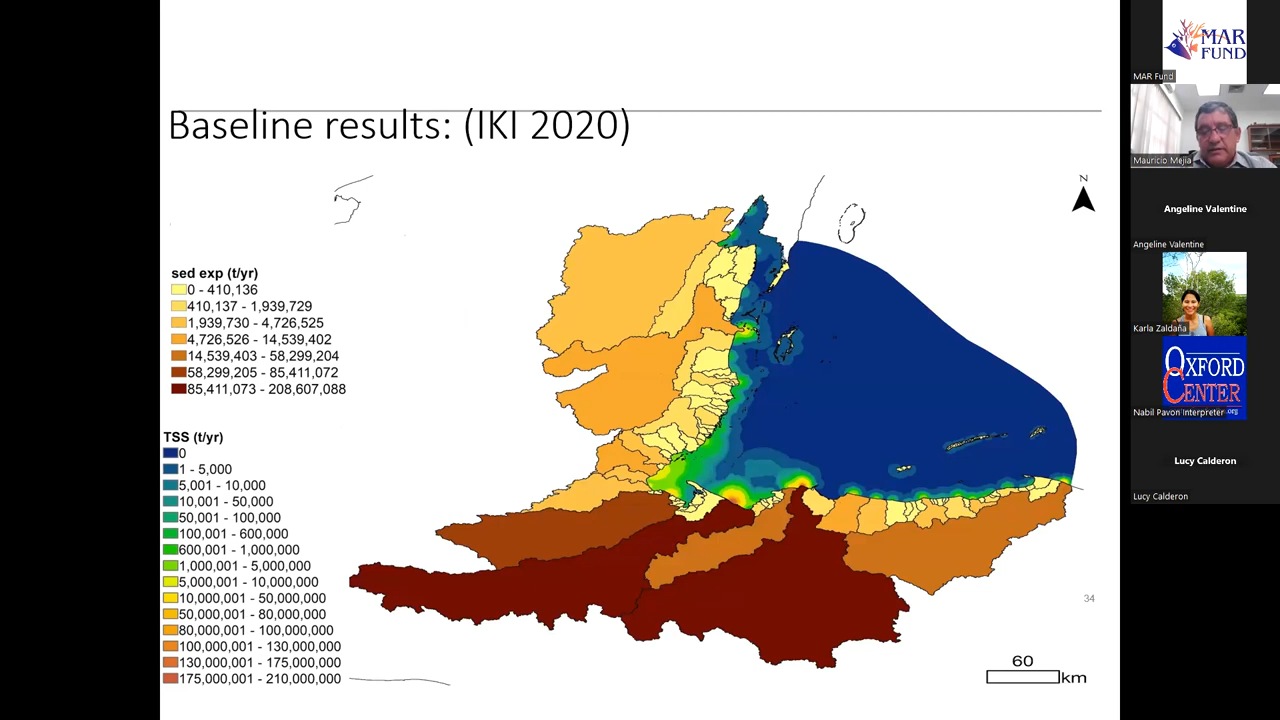 Baseline results: (IKI 2020)
N
sed exp (t/yr)
0 - 410,136
410,137 - 1,939,729
1,939,730 - 4,726,525
4,726,526 - 14,539,402
14,539,403 - 58,299,204
58,299,205 - 85,411,072
85,411,073 - 208,607,088
TSS (t/yr)
0
1 - 5,000
5,001 - 10,000
10,001 - 50,000
50,001 - 100,000
100,001 - 600,000
600,001 - 1,000,000
1,000,001 - 5,000,000
5,000,001 - 10,000,000
10,000,001 - 50,000,000
50,000,001 - 80,000,000
80,000,001 - 100,000,000
100,000,001 - 130,000,000
130,000,001 - 175,000,000
175,000,001 - 210,000,000
34
60
km
MAR
FUND
MAR Fund
Mauricio Mejia
Angeline Valentine
Angeline Valentine
Karla Zaldaña
OXFORD
CENTER
.org
Nabil Pavon Interpreter
Lucy Calderon
Lucy Calderon